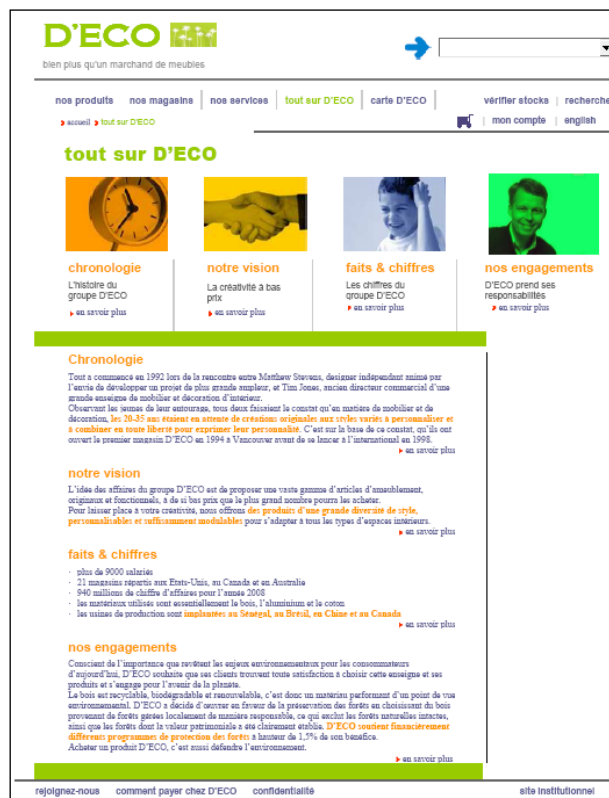 D'ECO
bien plus qu'un marchand de meubles
nos produits nos magasins nos services tout sur D'ECO carte D'ECO vérifier stocks | recherche
accueil tout sur D'ECO | mon compte | english
tout sur D'ECO
chronologie notre vision faits & chiffres nos engagements
L'histoire du
groupe D'ECO
en savoir plus
La créativité à bas
prix
en savoir plus
Les chiffres du
groupe D'ECO
en savoir plus
D'ECO prend ses
responsabilités
en savoir plus
Chronologie
Tout a commencé en 1992 lors de la rencontre entre Matthew Stevens, designer indépendant animé par
l'envie de développer un projet de plus grande ampleur, et Tim Jones, ancien directeur commercial d'une
grande enseigne de mobilier et décoration d'intérieur.
Observant les jeunes de leur entourage, tous deux faisaient le constat qu'en matière de mobilier et de
décoration, les 20-35 ans étaient en attente de créations originales aux styles variés à personnaliser et
à combiner en toute liberté pour exprimer leur personnalité. C'est sur la base de ce constat, qu'ils ont
ouvert le premier magasin D'ECO en 1994 à Vancouver avant de se lancer à l'international en 1998.
en savoir plus
notre vision
L'idée des affaires du groupe D'ECO est de proposer une vaste gamme d'articles d'ameublement,
originaux et fonctionnels, à de si bas prix que le plus grand nombre pourra les acheter.
Pour laisser place à votre créativité, nous offrons des produits d'une grande diversité de style,
personnalisables et suffisamment modulables pour s'adapter à tous les types d'espaces intérieurs.
en savoir plus
faits & chiffres
· plus de 9000 salariés
· 21 magasins répartis aux Etats-Unis, au Canada et en Australie
· 940 millions de chiffre d'affaires pour l'année 2008
· les matériaux utilisés sont essentiellement le bois, l'aluminium et le coton
· les usines de production sont implantées au Sénégal, au Brésil, en Chine et au Canada
en savoir plus
nos engagements
Conscient de l'importance que revêtent les enjeux environnementaux pour les consommateurs
d'aujourd'hui, D'ECO souhaite que ses clients trouvent toute satisfaction à choisir cette enseigne et ses
produits et s'engage pour l'avenir de la planète.
Le bois est recyclable, biodégradable et renouvelable, c'est donc un matériau performant d'un point de vue
environnemental. D'ECO a décidé d'œuvrer en faveur de la préservation des forêts en choisissant du bois
provenant de forêts gérées localement de manière responsable, ce qui exclut les forêts naturelles intactes,
ainsi que les forêts dont la valeur patrimoniale a été clairement établie. D'ECO soutient financièrement
différents programmes de protection des forêts à hauteur de 1,5% de son bénéfice.
Acheter un produit D'ECO, c'est aussi défendre l'environnement.
en savoir plus
rejoignez-nous comment payer chez D'ECO confidentialité site institutionnel